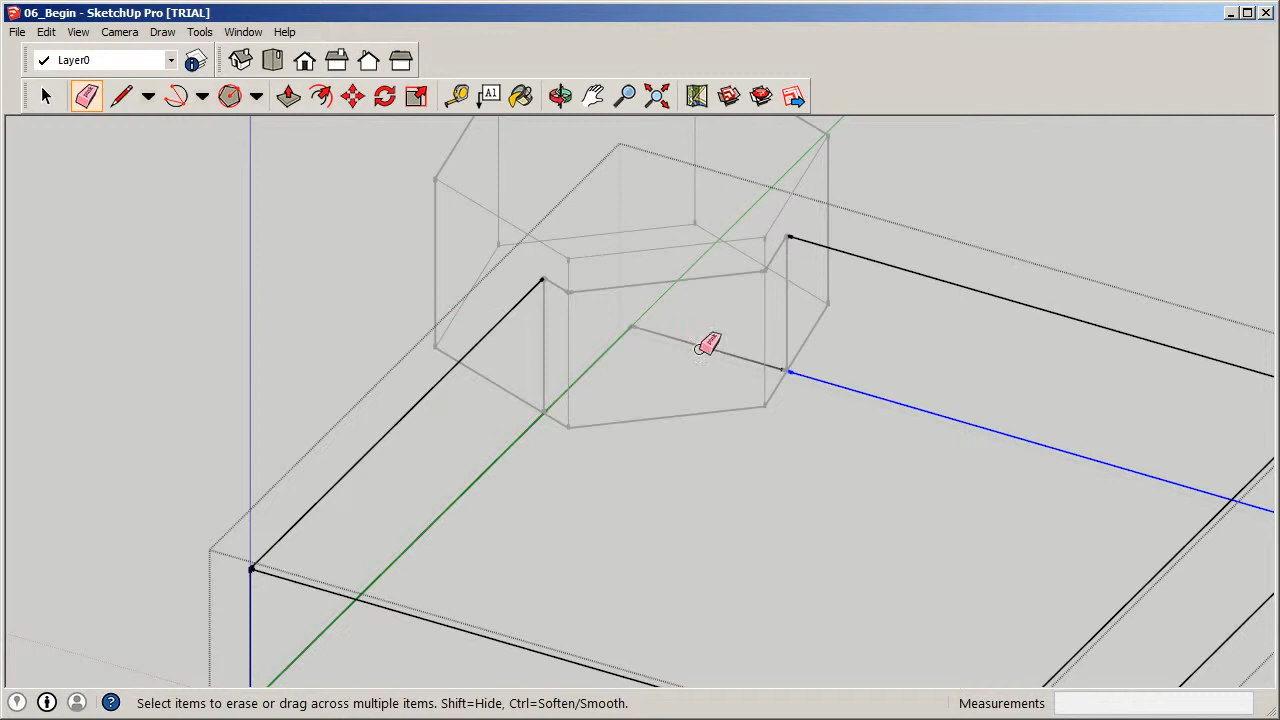 06_Begin - SketchUp Pro [TRIAL]
File Edit View Camera Draw Tools Window Help
Layer0
A1
Select items to erase or drag across multiple items. Shift=Hide, Ctrl=Soften/Smooth.
Measurements